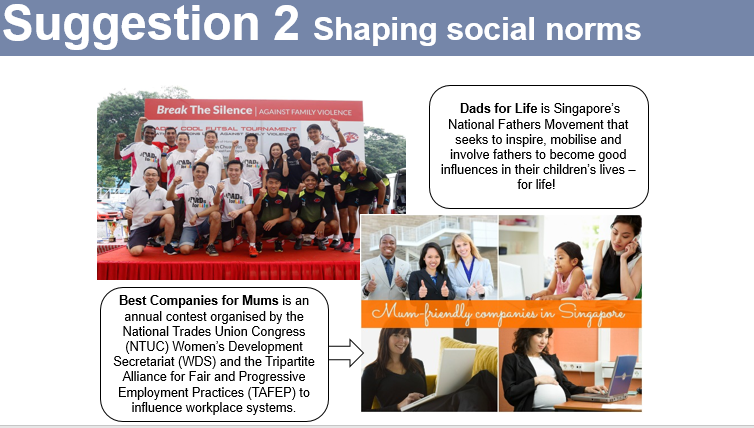 Suggestion 2 Shaping social norms
Break The Silence | AGAINST FAMILY VIOLENCE
COOL FUTSAL TOURNAMENT
Dads for Life is Singapore's
National Fathers Movement that
seeks to inspire, mobilise and
involve fathers to become good
influences in their children's lives –
for life!
Mum-friendly companies in Singapore
Best Companies for Mums is an
annual contest organised by the
National Trades Union Congress
(NTUC) Women's Development
Secretariat (WDS) and the Tripartite
Alliance for Fair and Progressive
Employment Practices (TAFEP) to
influence workplace systems.